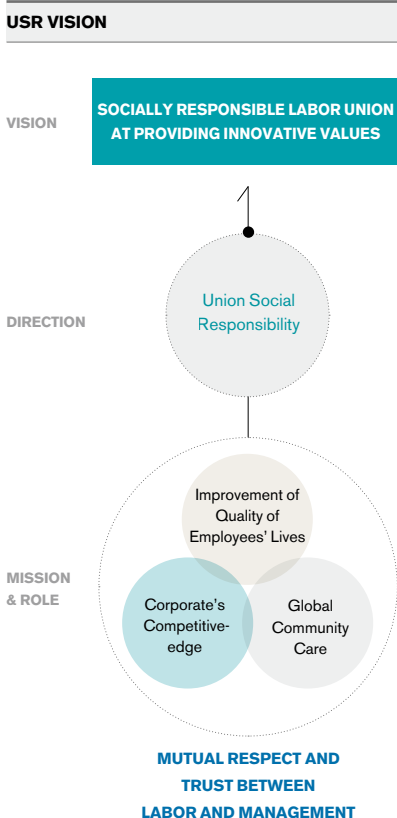 USR VISION
VISION
SOCIALLY RESPONSIBLE LABOR UNION
AT PROVIDING INNOVATIVE VALUES
DIRECTION
Union Social
Responsibility
MISSION
& ROLE
Improvement of
Quality of
Employees' Lives
Corporate's
Competitive-
edge
Global
Community
Care
MUTUAL RESPECT AND
TRUST BETWEEN
LABOR AND MANAGEMENT